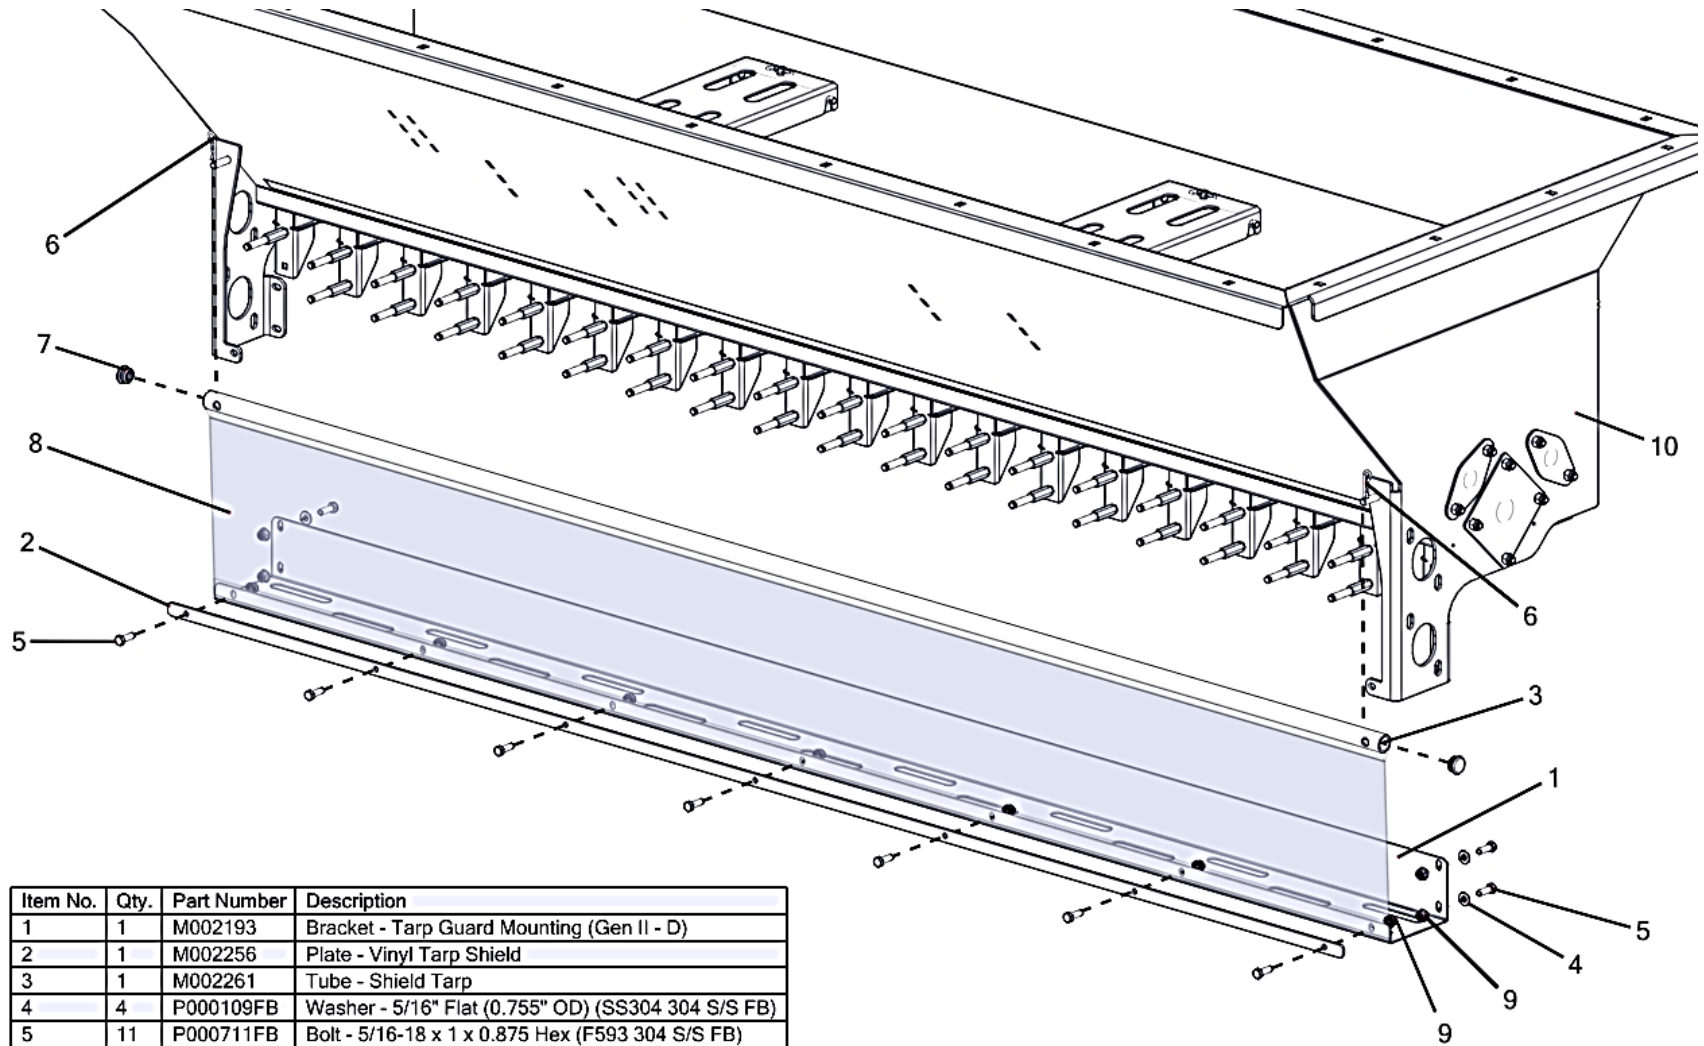 6
7
8
2
5
10
6
3
1
5
4
9
9
Item No. Qty. Part Number Description
1 1 M002193 Bracket - Tarp Guard Mounting (Gen II - D)
2 1 M002256 Plate - Vinyl Tarp Shield
3 1 M002261 Tube - Shield Tarp
4 4 P000109FB Washer - 5/16" Flat (0.755" OD) (SS304 304 S/S FB)
5 11 P000711FB Bolt - 5/16-18 x 1 x 0.875 Hex (F593 304 S/S FB)